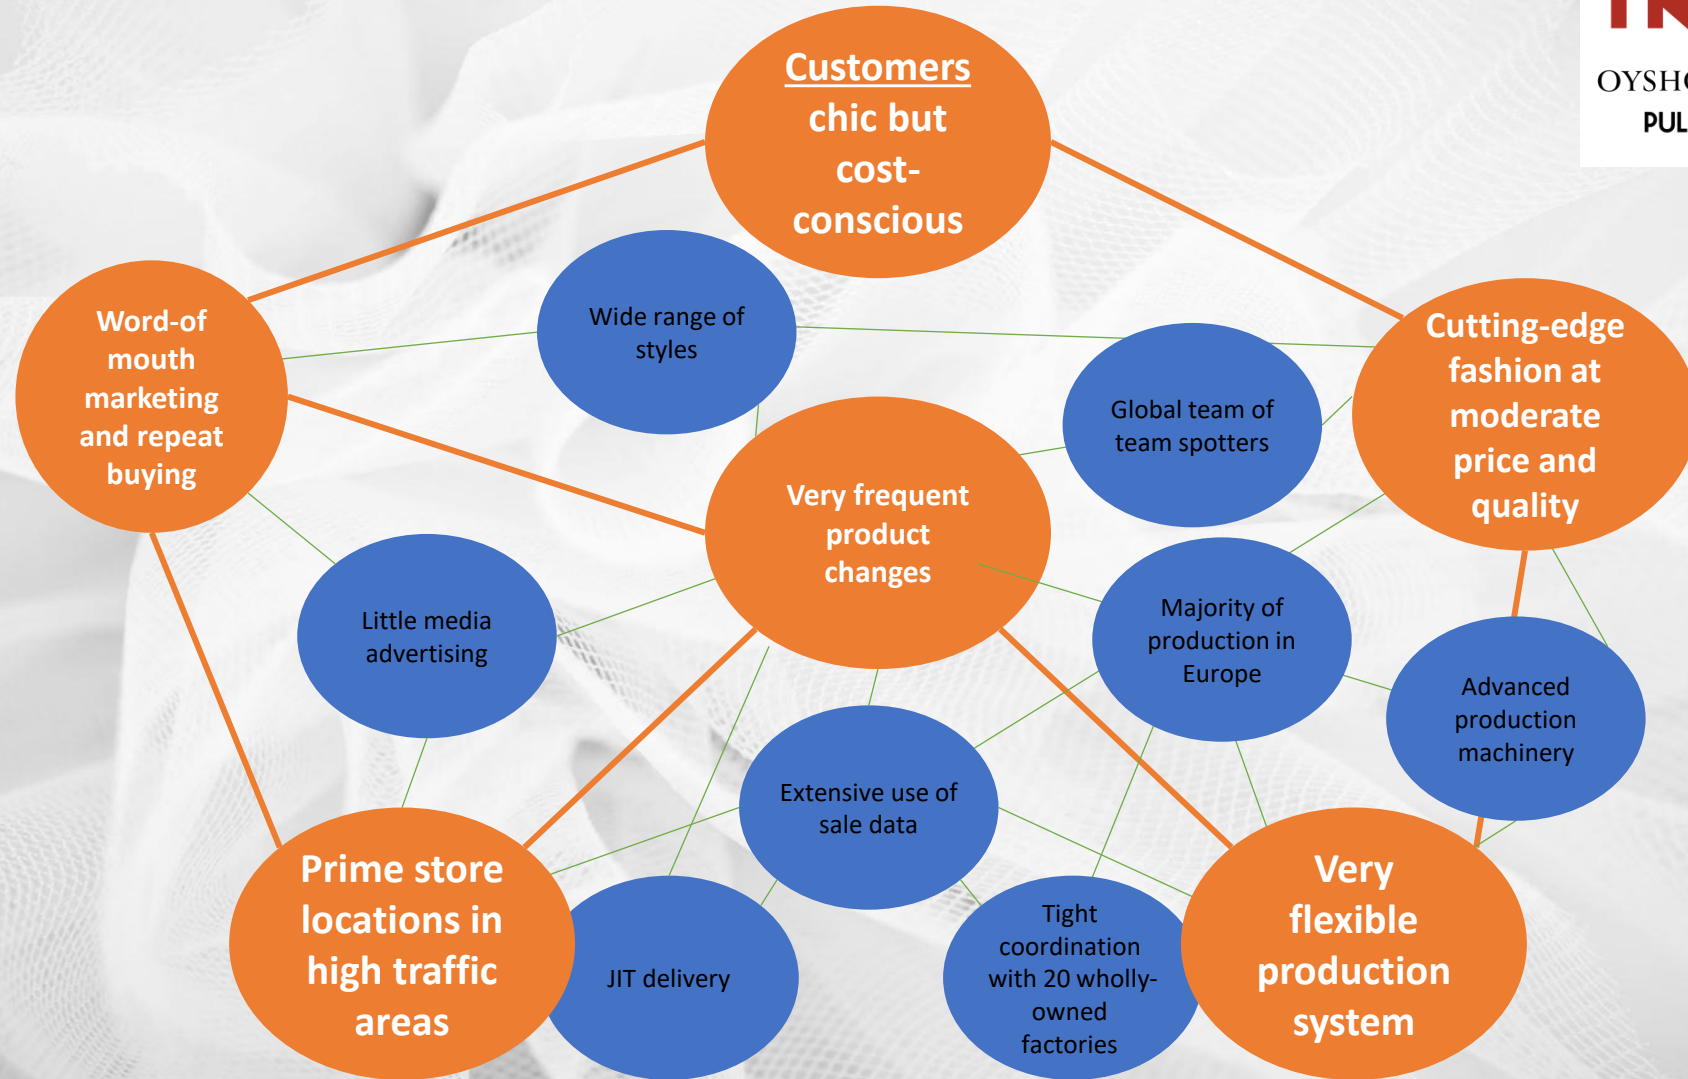 Customers
chic but
cost-
conscious
OYSHO
PUL
Word-of
mouth
marketing
and repeat
buying
Wide range of
styles
Cutting-edge
fashion at
moderate
price and
quality
Global team of
team spotters
Very frequent
product
changes
Little media
advertising
Majority of
production in
Europe
Advanced
production
machinery
Extensive use of
sale data
Prime store
locations in
high traffic
areas
JIT delivery
Tight
coordination
with 20 wholly-
owned
factories
Very
flexible
production
system